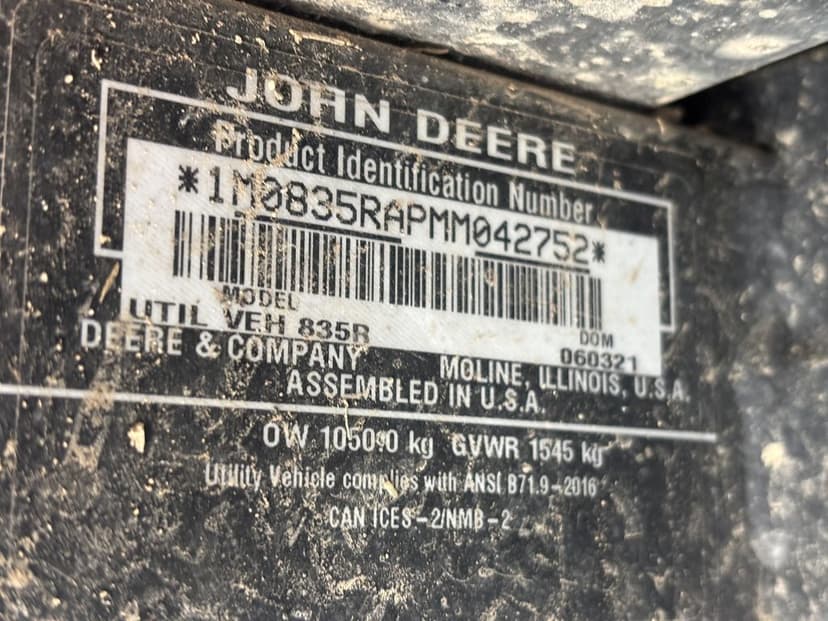 JOHN DEERE
Product Identification Number
*1M0835RAPMM042752*
MODEL DOM
UTIL VEH 835R 060321
DEERE & COMPANY MOLINE, ILLINOIS, U.S.A.
ASSEMBLED IN U.S.A.
OW 1050.0 kg GVWR 1545 kg
Utility Vehicle complies with ANSI B71.9-2016
CAN ICES-2/NMB-2